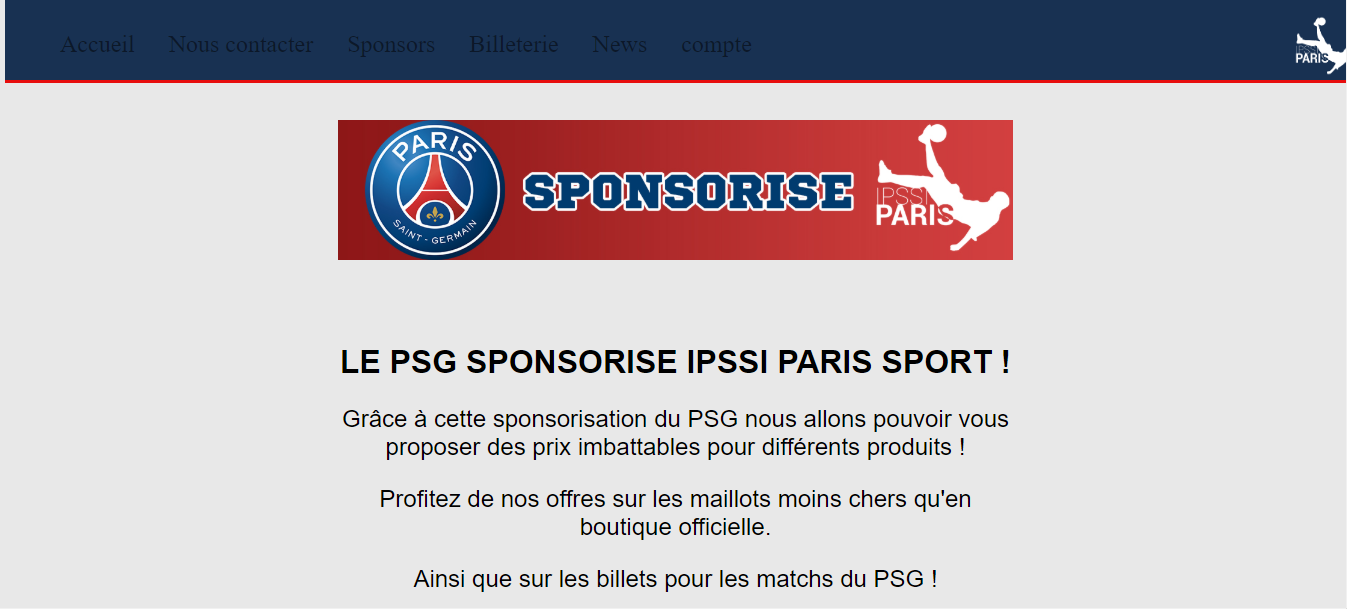 Accueil Nous contacter Sponsors Billeterie News compte
IPSSI
PARIS
PARIS
SAINT - GERMAIN
SPONSORISE
IPSSI
PARIS
LE PSG SPONSORISE IPSSI PARIS SPORT !
Grâce à cette sponsorisation du PSG nous allons pouvoir vous
proposer des prix imbattables pour différents produits !
Profitez de nos offres sur les maillots moins chers qu'en
boutique officielle.
Ainsi que sur les billets pour les matchs du PSG !